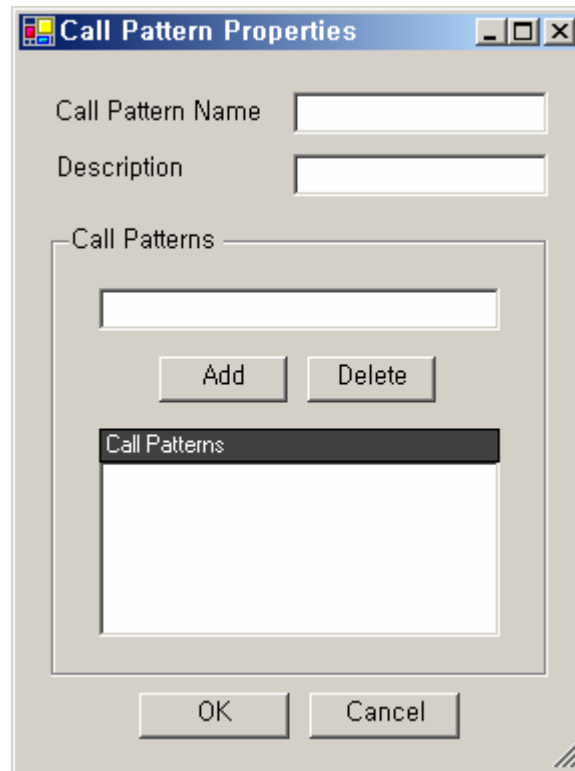 Call Pattern Properties
Call Pattern Name
Description
Call Patterns
Add Delete
Call Patterns
OK Cancel